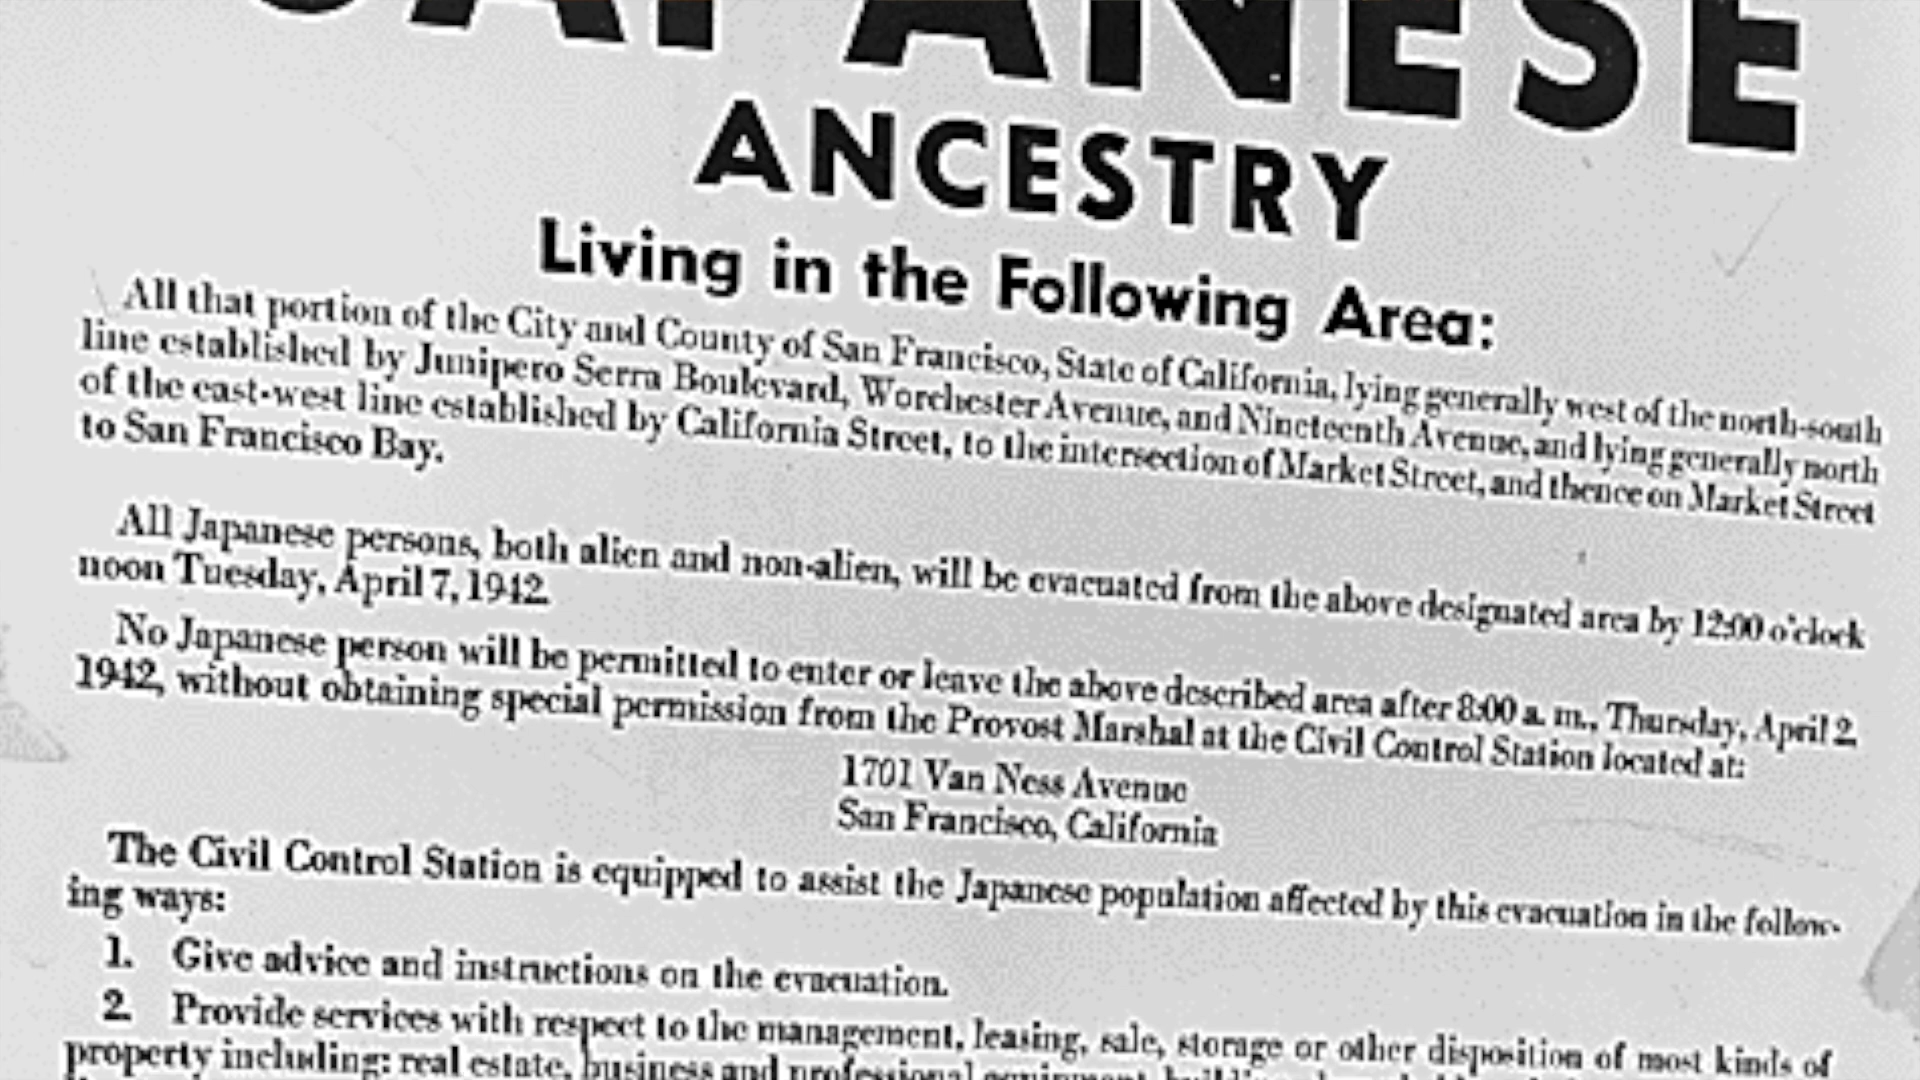 JAPANESE
ANCESTRY
Living in the Following Area:
All that portion of the City and County of San Francisco, State of California, lying generally west of the north-south
line established by Junipero Serra Boulevard, Worchester Avenue, and Nineteenth Avenue, and lying generally north
of the east-west line established by California Street, to the intersection of Market Street, and thence on Market Street
to San Francisco Bay.
All Japanese persons, both alien and non-alien, will be evacuated from the above designated area by 12:00 o'clock
noon Tuesday, April 7, 1942.
No Japanese person will be permitted to enter or leave the above described area after 8:00 a. m., Thursday, April 2,
1942, without obtaining special permission from the Provost Marshal at the Civil Control Station located at:
1701 Van Ness Avenue
San Francisco, California
The Civil Control Station is equipped to assist the Japanese population affected by this evacuation in the follow-
ing ways:
1. Give advice and instructions on the evacuation.
2. Provide services with respect to the management, leasing, sale, storage or other disposition of most kinds of
property including: real estate, business and professional equipment,